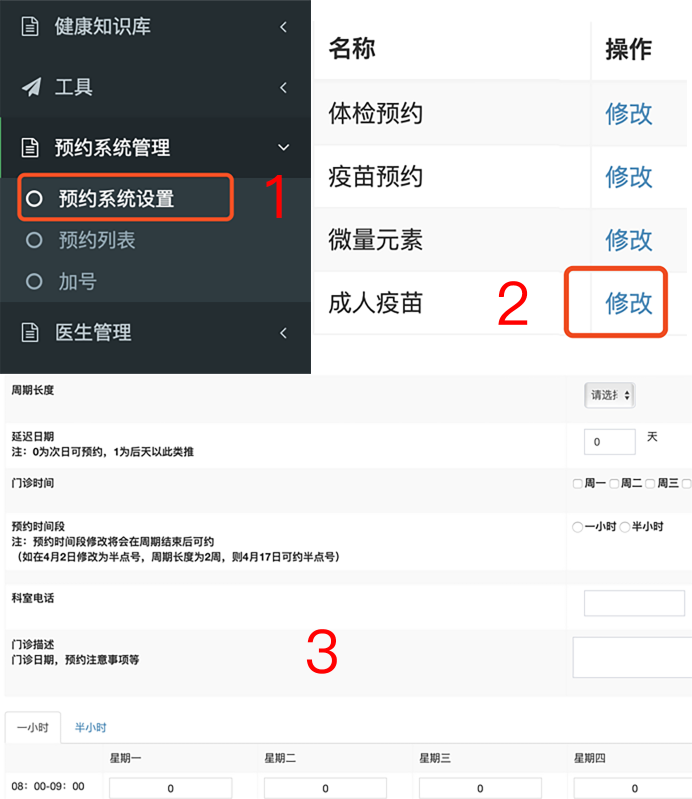 健康知识库
工具
预约系统管理
预约系统设置
1
预约列表
加号
医生管理
名称 操作
体检预约 修改
疫苗预约 修改
微量元素 修改
成人疫苗 2 修改
周期长度 请选择
延迟日期 0 天
注：0为次日可预约，1为后天以此类推
门诊时间 周一 周二 周三
预约时间段 一小时 半小时
注：预约时间段修改将会在周期结束后可约
（如在4月2日修改为半点号，周期长度为2周，则4月17日可约半点号）
科室电话
门诊描述
门诊日期，预约注意事项等
3
一小时 半小时
星期一 星期二 星期三 星期四
08：00-09：00 0 0 0 0